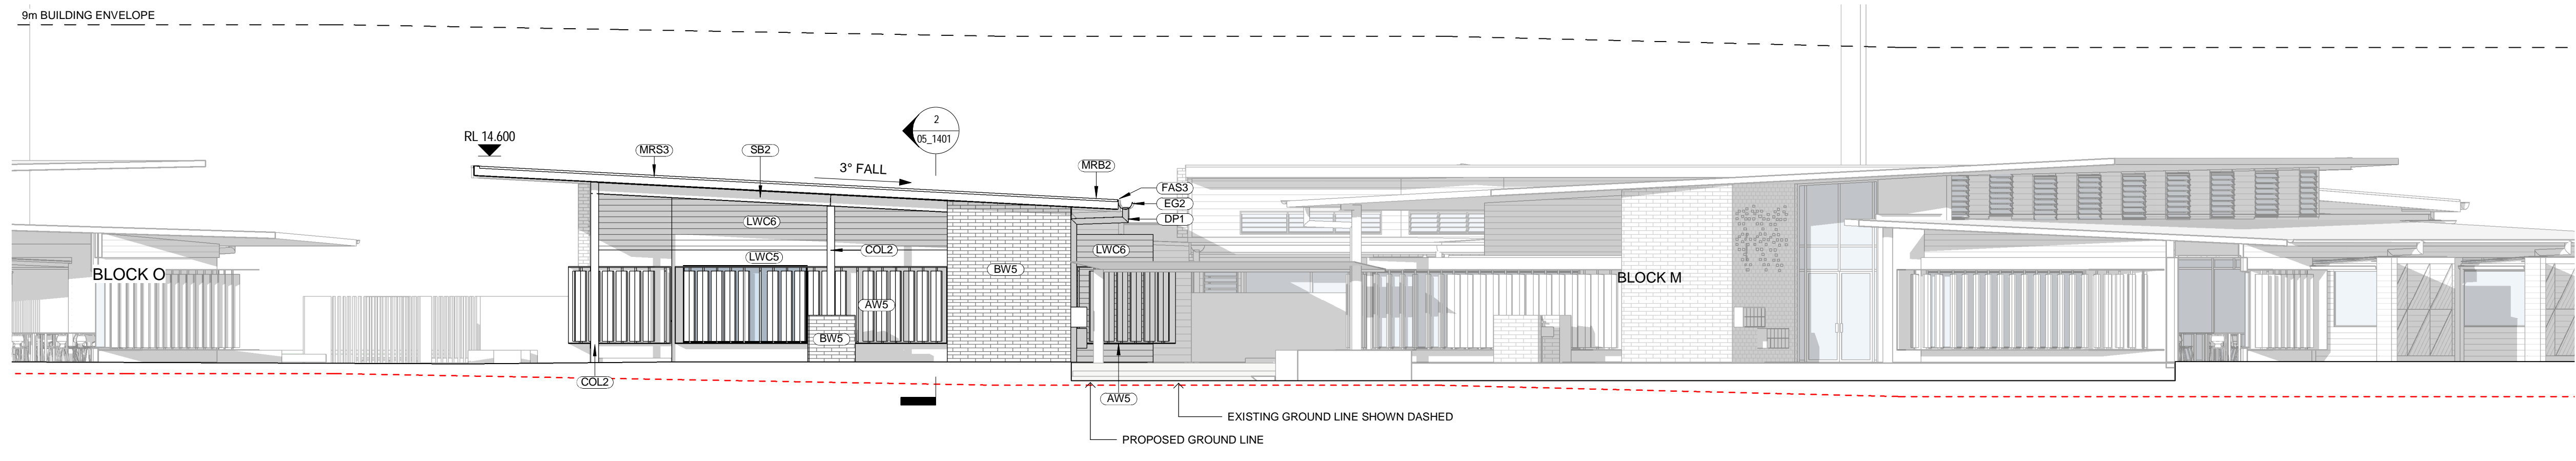 9m BUILDING ENVELOPE
RL 14.600
MRS3
SB2
3° FALL
2
05_1401
MRB2
FAS3
EG2
DP1
LWC6
COL2
LWC6
LWC5
BW5
BLOCK O
BLOCK M
AW5
BW5
COL2
AW5
EXISTING GROUND LINE SHOWN DASHED
PROPOSED GROUND LINE